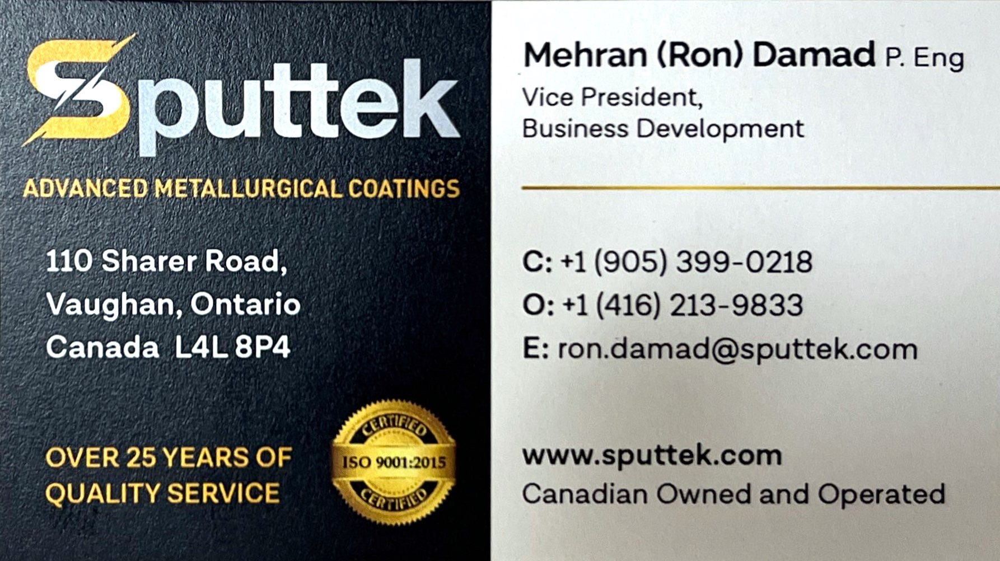 Sputtek
ADVANCED METALLURGICAL COATINGS
110 Sharer Road,
Vaughan, Ontario
Canada L4L 8P4
OVER 25 YEARS OF
QUALITY SERVICE
CERTIFIED
ISO 9001:2015
CERTIFIED
Mehran (Ron) Damad P. Eng
Vice President,
Business Development
C: +1 (905) 399-0218
O: +1 (416) 213-9833
E: ron.damad@sputtek.com
www.sputtek.com
Canadian Owned and Operated